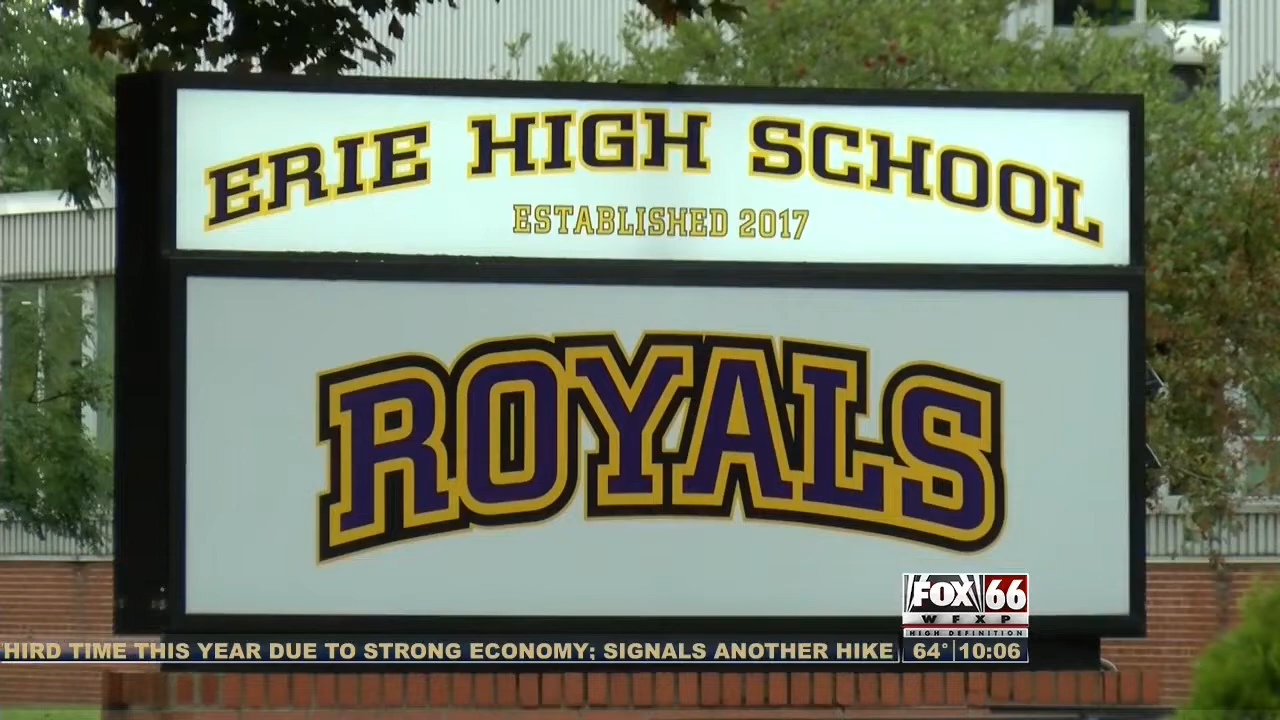 ERIE HIGH SCHOOL
ESTABLISHED 2017
ROYALS
FOX 66
WFXP
HIGH DEFINITION
THIRD TIME THIS YEAR DUE TO STRONG ECONOMY; SIGNALS ANOTHER HIKE
64° 10:06